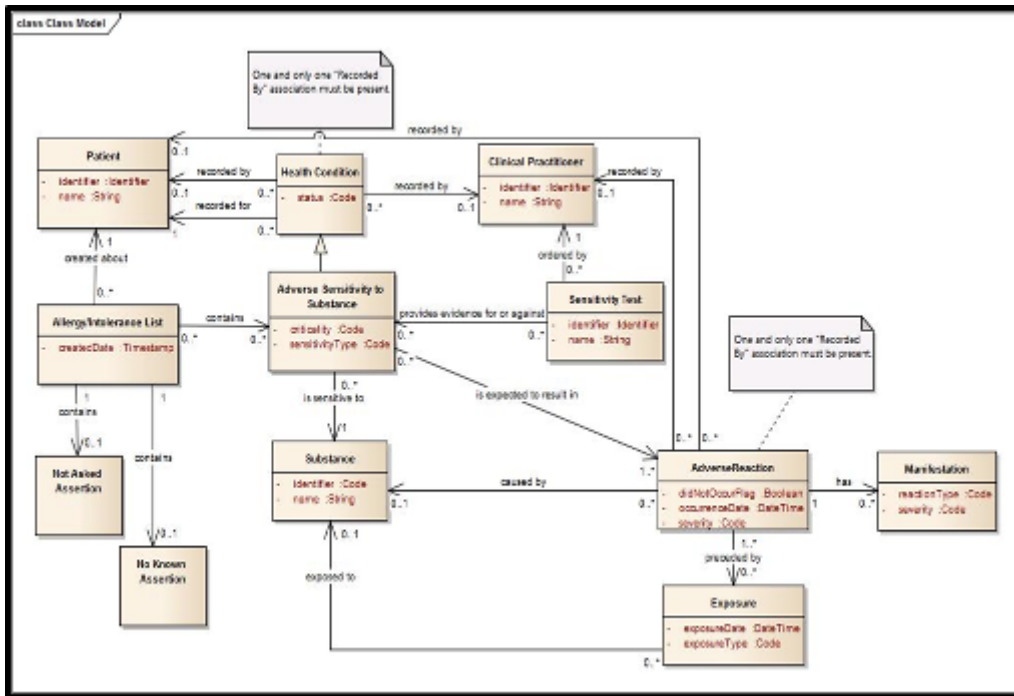 class Class Model
One and only one "Recorded
By" association must be present.
recorded by
0..1
Patient
- identifier :Identifier
- name :String
recorded by
0..1
0..*
recorded for
1
0..*
Health Condition
- status :Code
recorded by
0..*
0..1
Clinical Practitioner
- identifier :Identifier
- name :String
recorded by
0..1
1
created about
0..*
1
ordered by
0..*
Allergy/Intolerance List
- createdDate :Timestamp
contains
0..*
0..*
Adverse Sensitivity to
Substance
- criticality :Code
- sensitivityType :Code
provides evidence for or against
0..*
0..*
0..*
Sensitivity Test
- identifier :Identifier
- name :String
One and only one "Recorded
By" association must be present.
1
contains
0..1
1
contains
0..1
0..*
is sensitive to
1
is expected to result in
1..*
0..*
0..*
Not Asked
Assertion
No Known
Assertion
Substance
- identifier :Code
- name :String
caused by
0..1
0..*
AdverseReaction
- didNotOccurFlag :Boolean
- occurrenceDate :DateTime
- severity :Code
has
1
0..*
Manifestation
- reactionType :Code
- severity :Code
0..1
exposed to
1..*
preceded by
0..*
Exposure
- exposureDate :DateTime
- exposureType :Code
0..*